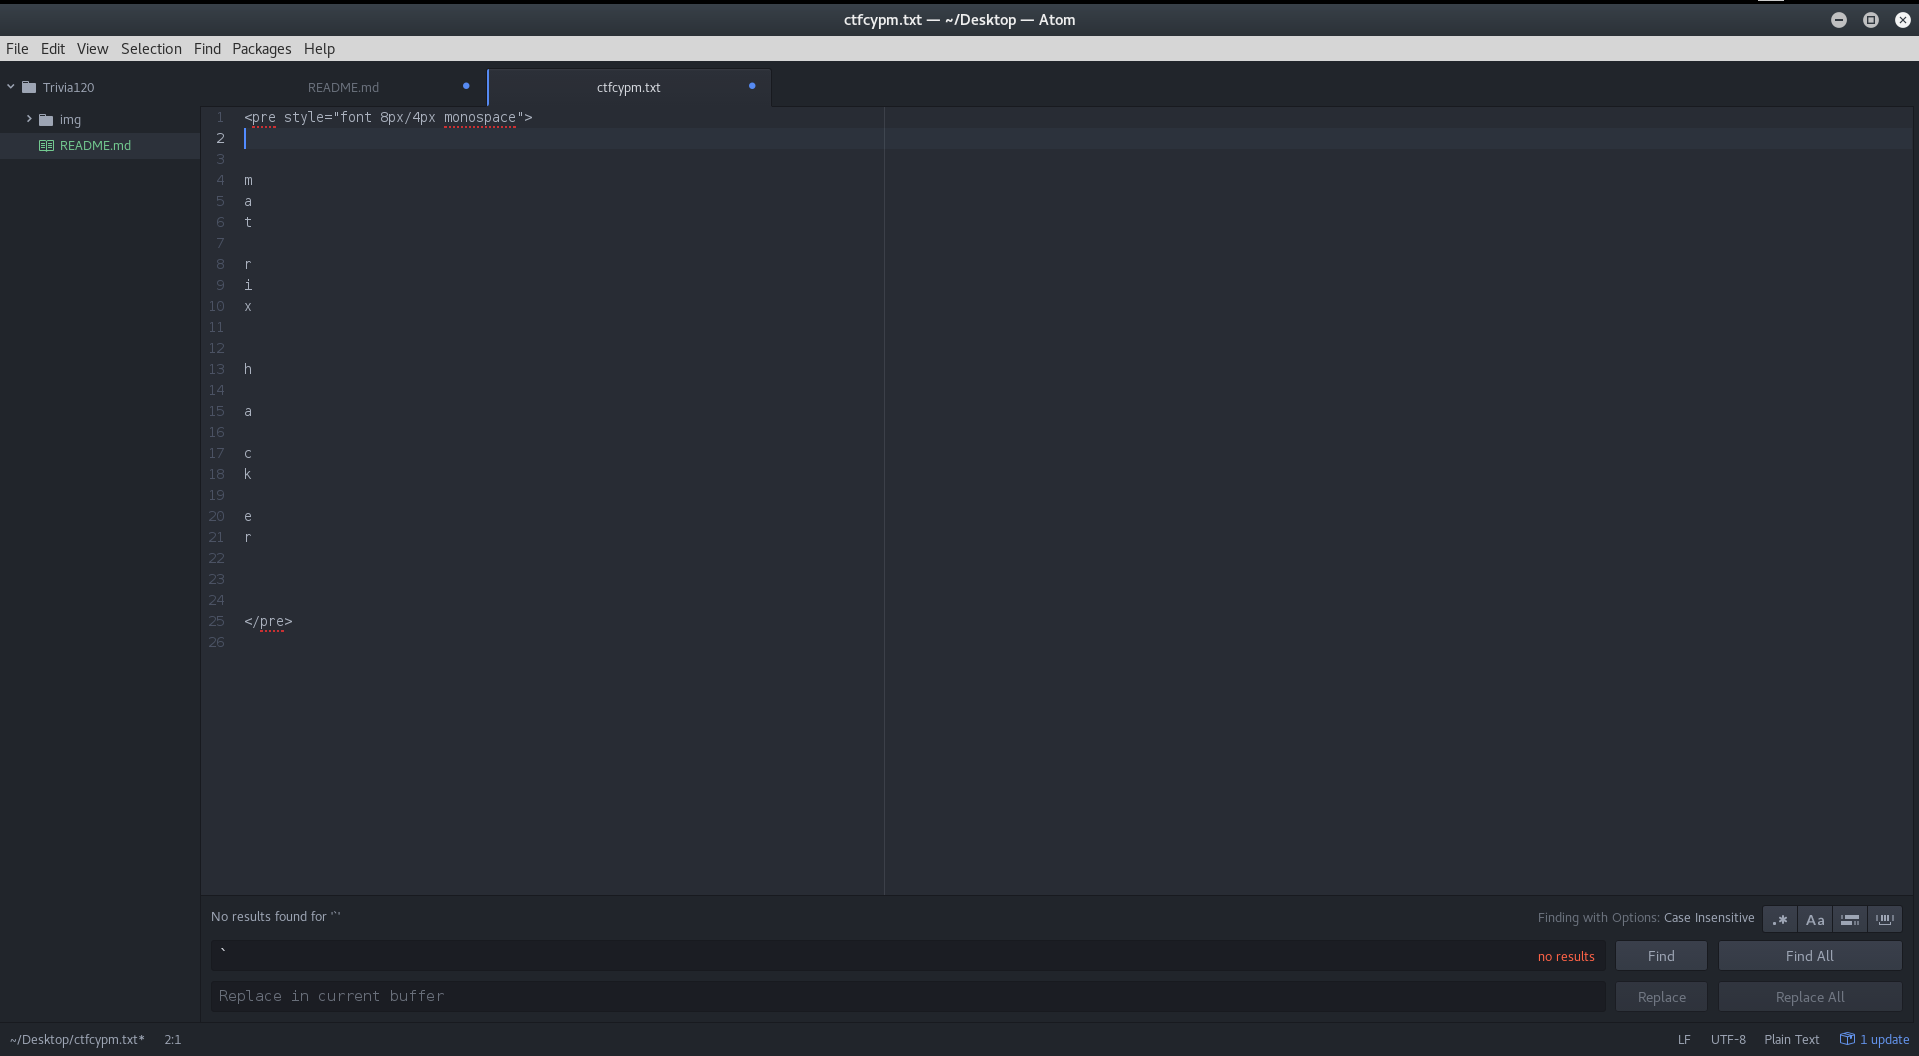 ctfcypm.txt — ~/Desktop — Atom
File Edit View Selection Find Packages Help
Trivia120
img
README.md
README.md
ctfcypm.txt
1 <pre style="font 8px/4px monospace">
2
3
4 m
5 a
6 t
7
8 r
9 i
10 x
11
12
13 h
14
15 a
16
17 c
18 k
19
20 e
21 r
22
23
24
25 </pre>
26
No results found for '`'
Finding with Options: Case Insensitive
.* Aa
` no results Find Find All
Replace in current buffer Replace Replace All
~/Desktop/ctfcypm.txt* 2:1 LF UTF-8 Plain Text 1 update